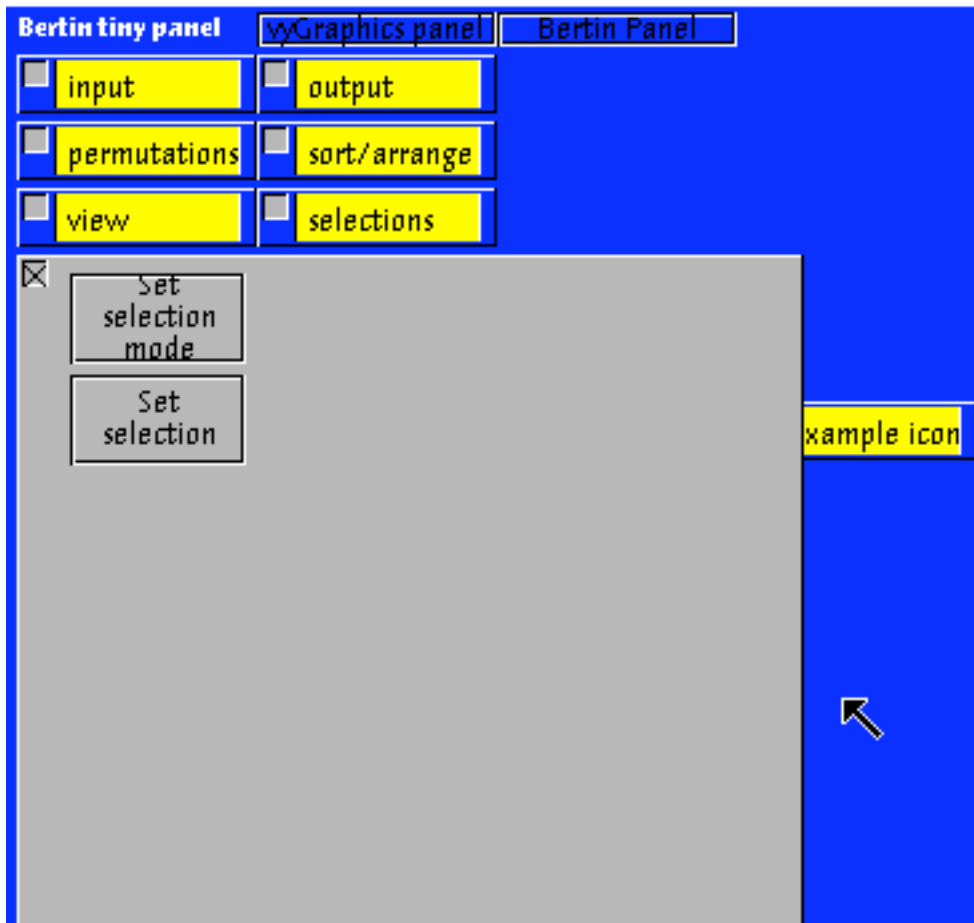 Bertin tiny panel vyGraphics panel Bertin Panel
input output
permutations sort/arrange
view selections
Set
selection
mode
Set
selection
xample icon